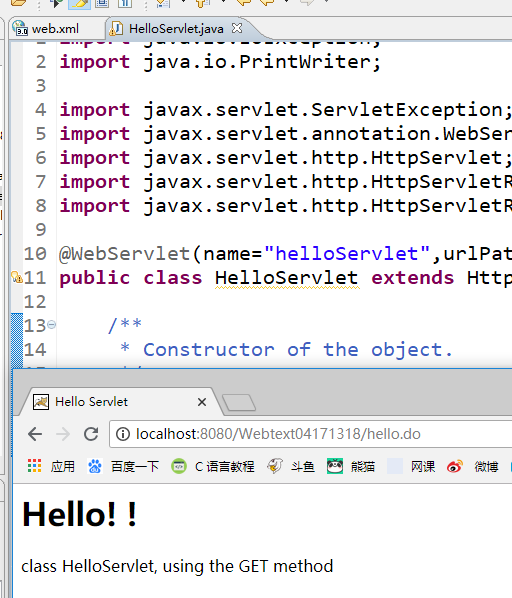 web.xml
HelloServlet.java
2 import java.io.PrintWriter;
3
4 import javax.servlet.ServletException;
5 import javax.servlet.annotation.WebSer
6 import javax.servlet.http.HttpServlet;
7 import javax.servlet.http.HttpServletR
8 import javax.servlet.http.HttpServletR
9
10 @WebServlet(name="helloServlet",urlPat
11 public class HelloServlet extends Http
12
13 /**
14 * Constructor of the object.
Hello Servlet
localhost:8080/Webtext04171318/hello.do
应用 百度一下 C 语言教程 斗鱼 熊猫 网课 微博
Hello! !
class HelloServlet, using the GET method